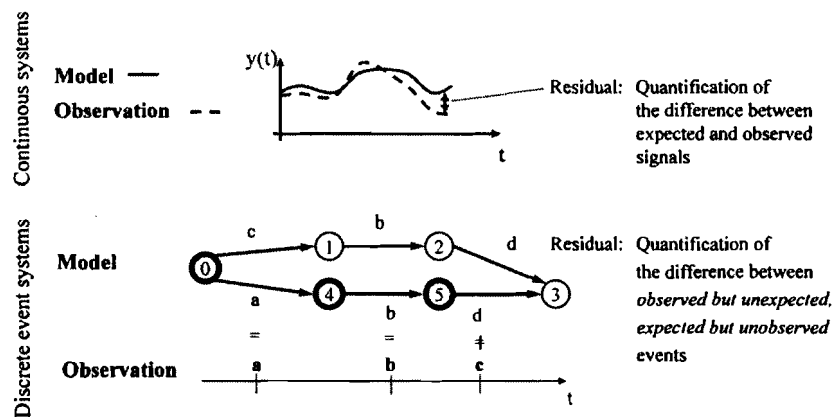 Continuous systems
y(t)
Model
Observation
t
Residual: Quantification of
the difference between
expected and observed
signals
Discrete event systems
Model
c
b
d
0
1
2
3
4
5
a
b
d
=
=
≠
Observation
a
b
c
t
Residual: Quantification of
the difference between
observed but unexpected,
expected but unobserved
events